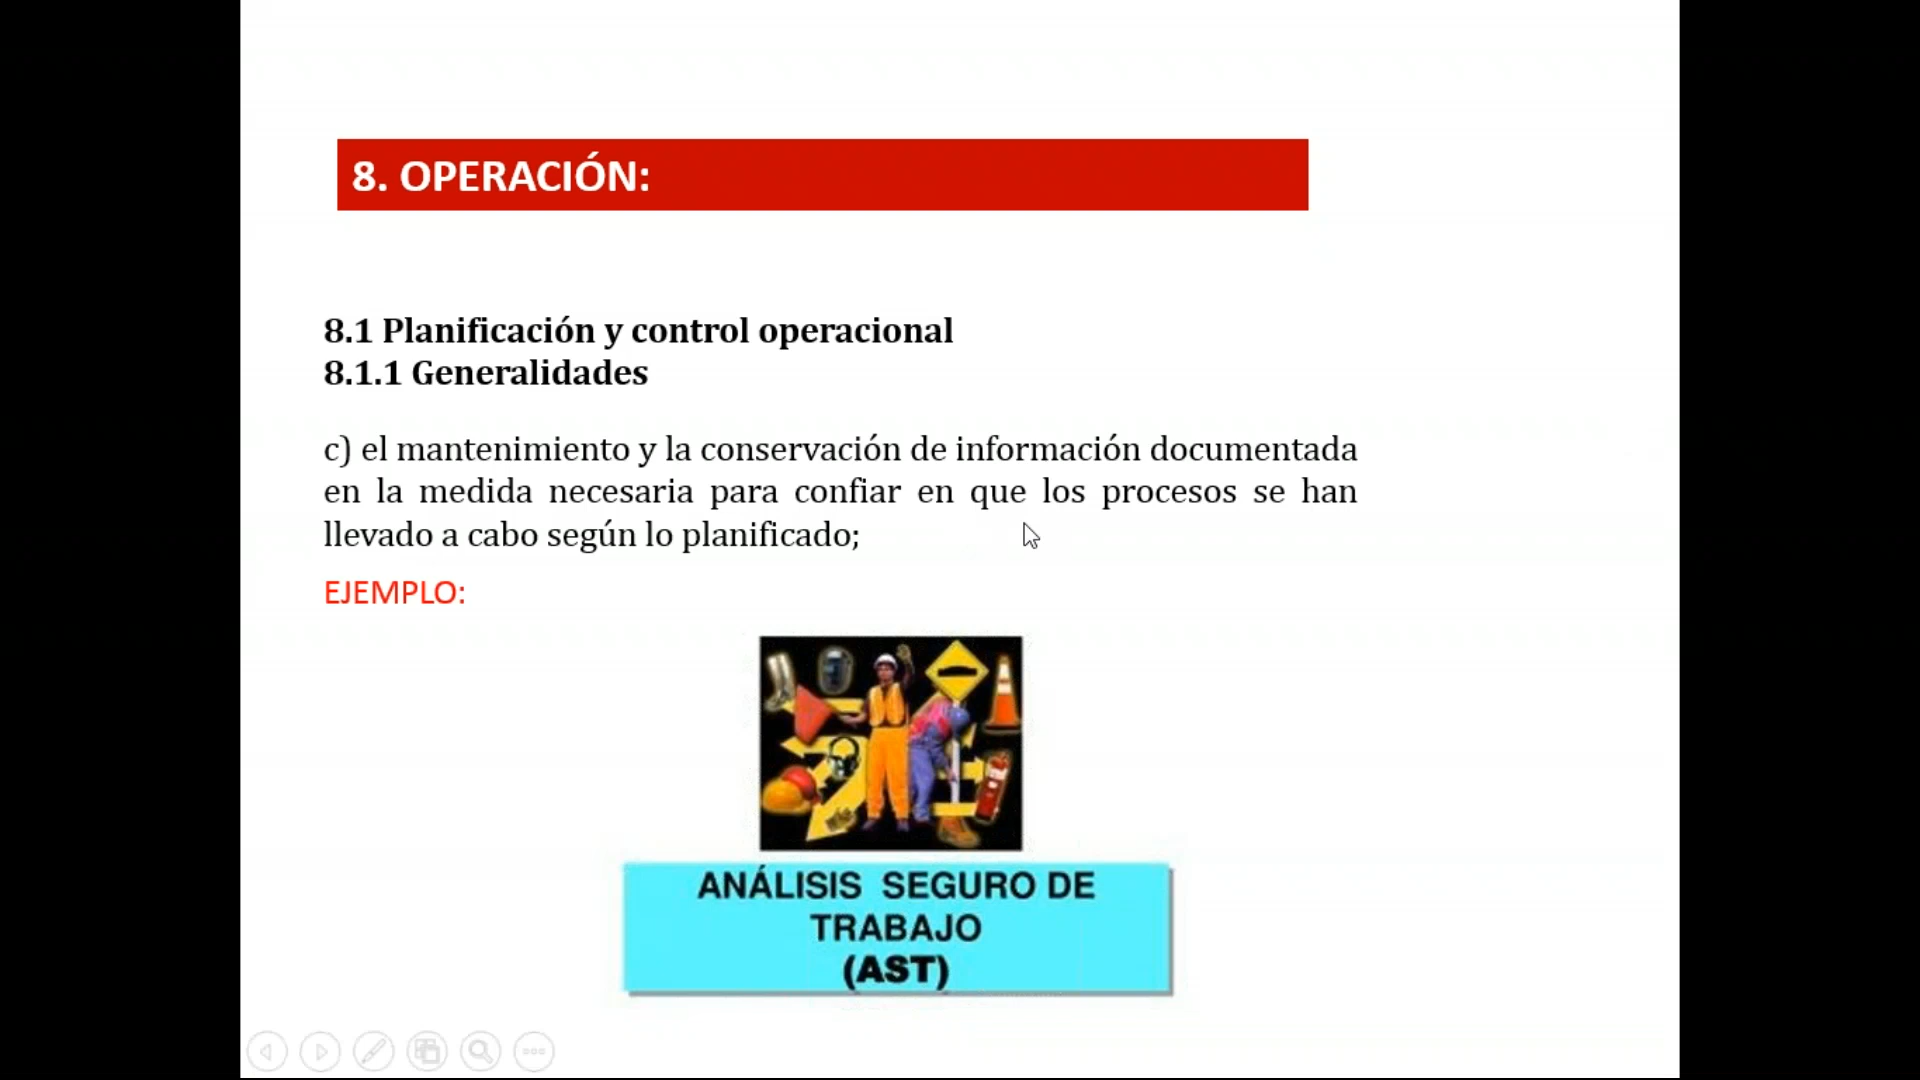 8. OPERACIÓN:
8.1 Planificación y control operacional
8.1.1 Generalidades
c) el mantenimiento y la conservación de información documentada
en la medida necesaria para confiar en que los procesos se han
llevado a cabo según lo planificado;
EJEMPLO:
ANÁLISIS SEGURO DE
TRABAJO
(AST)